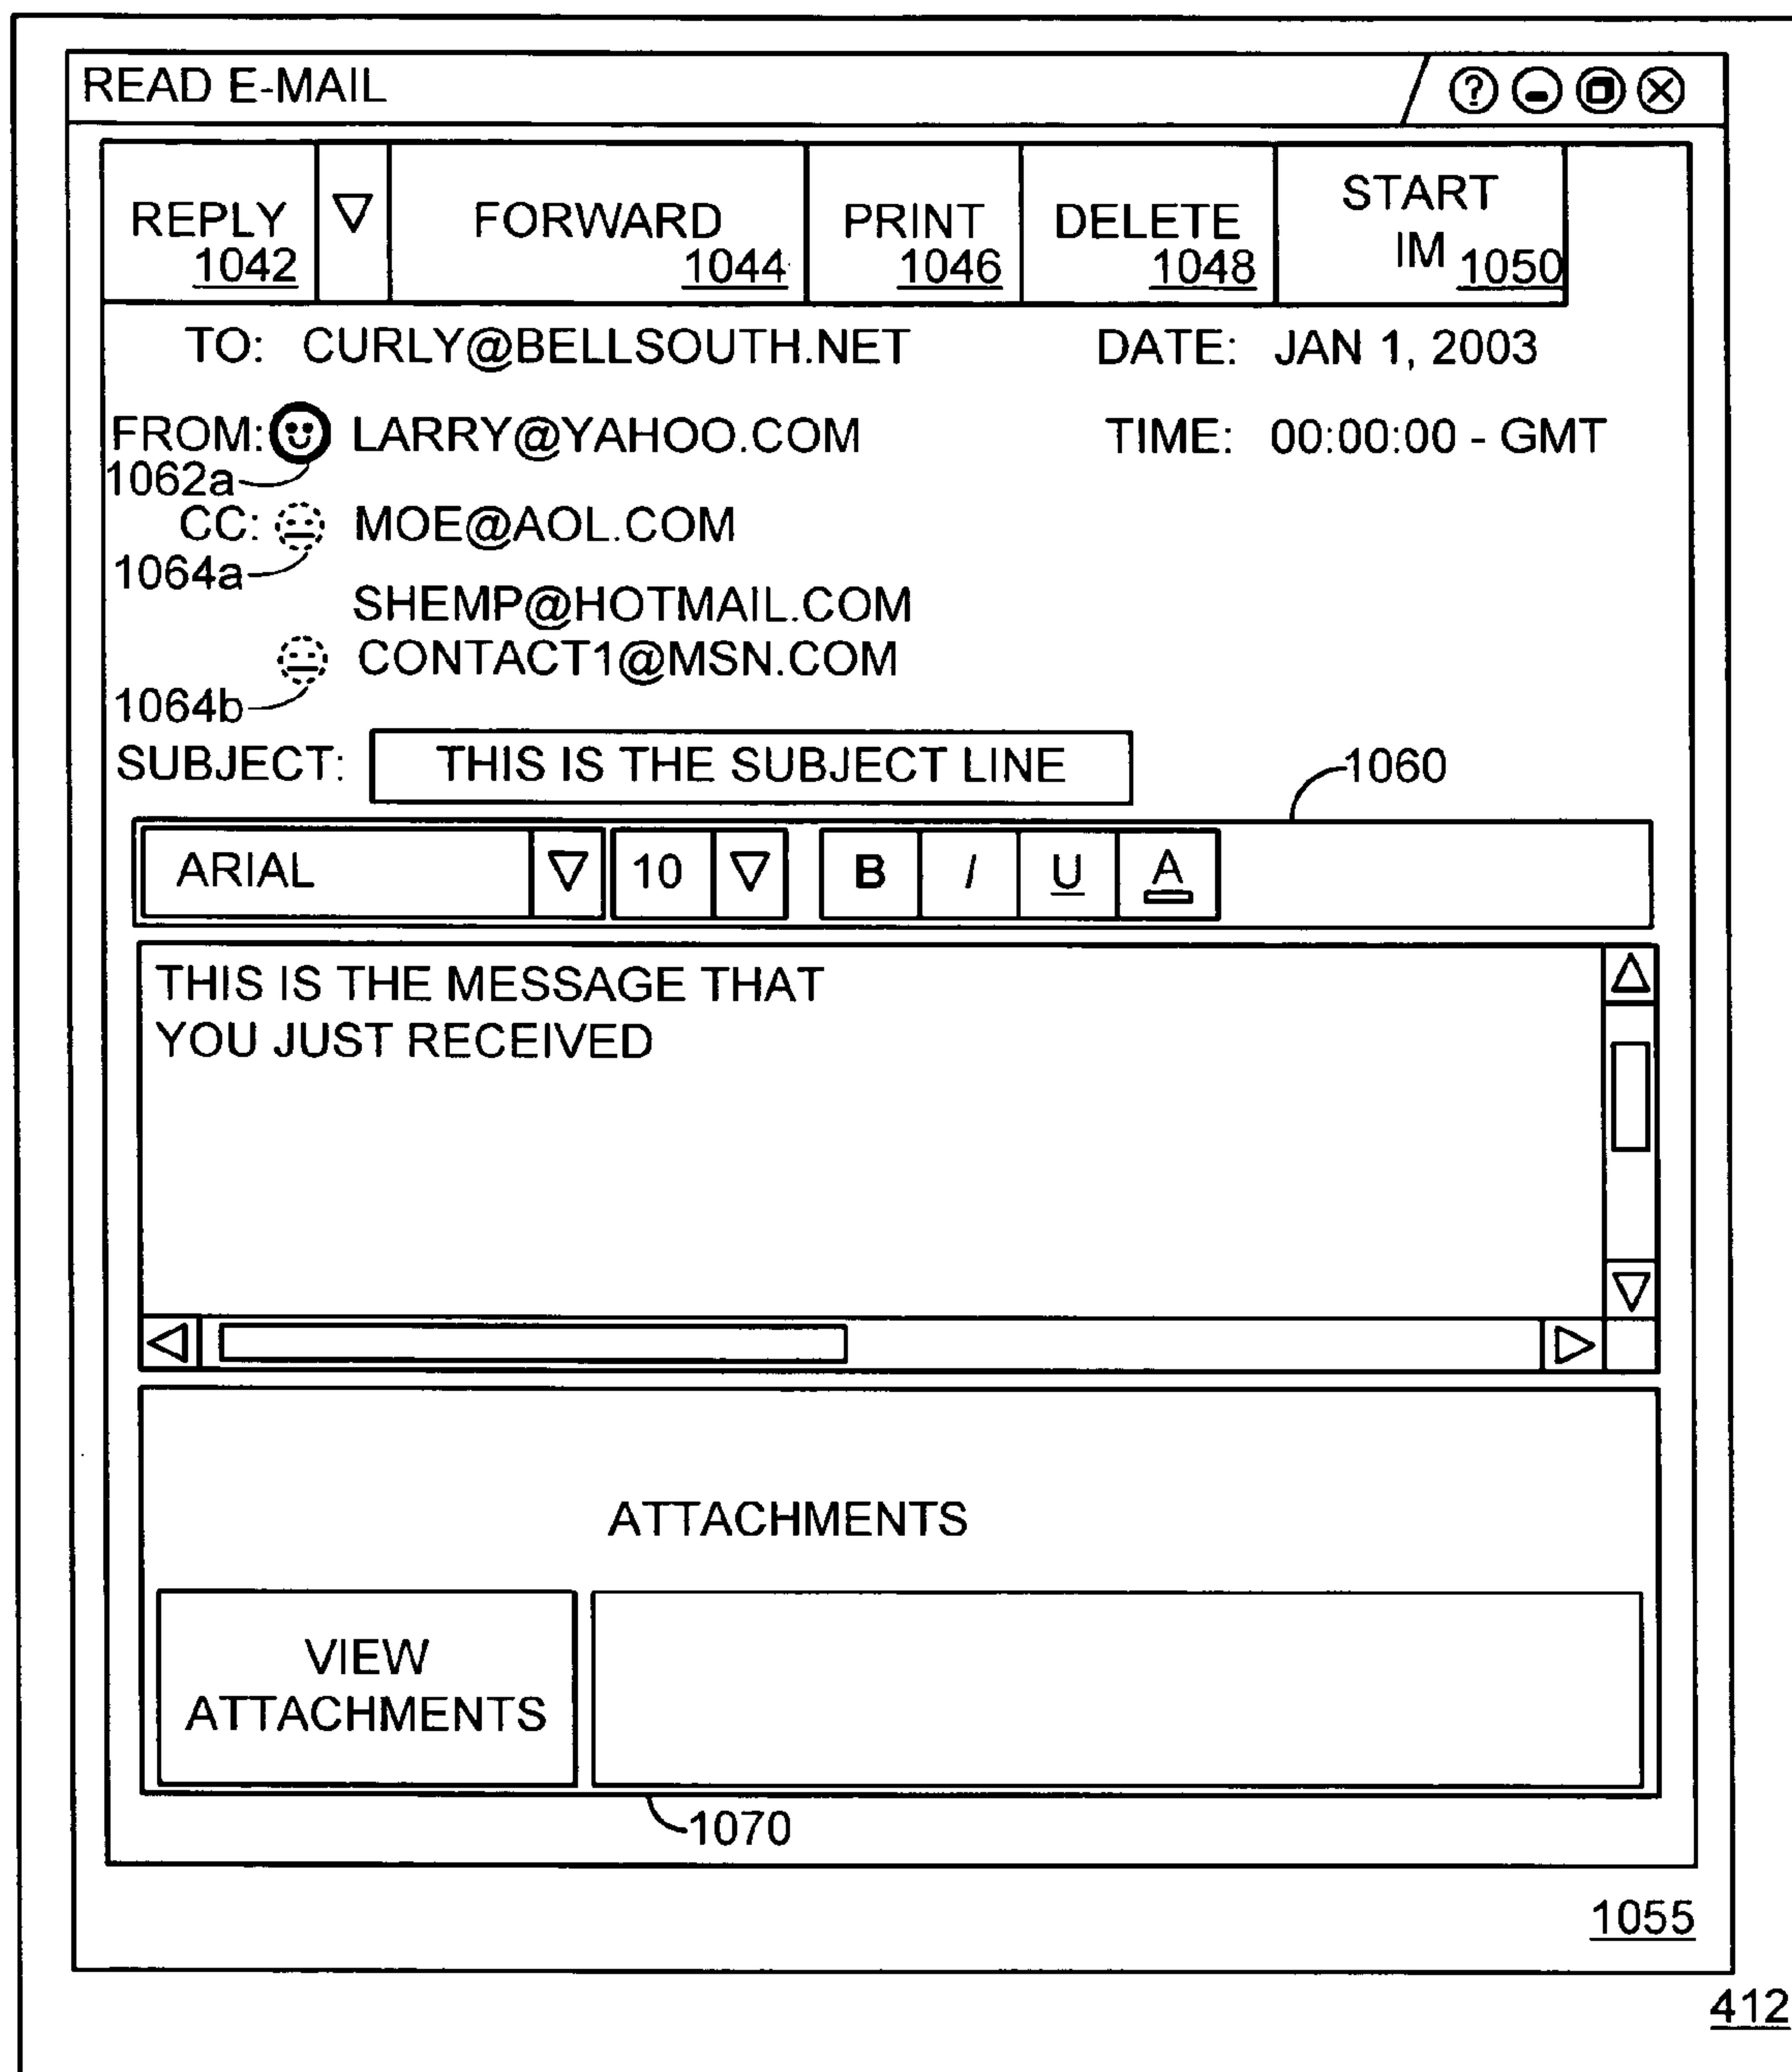 READ E-MAIL ?
REPLY 1042 FORWARD 1044 PRINT 1046 DELETE 1048 START IM 1050
TO: CURLY@BELLSOUTH.NET DATE: JAN 1, 2003
FROM: LARRY@YAHOO.COM TIME: 00:00:00 - GMT
1062a
CC: MOE@AOL.COM
1064a
SHEMP@HOTMAIL.COM
CONTACT1@MSN.COM
1064b
SUBJECT: THIS IS THE SUBJECT LINE 1060
ARIAL 10 B I U A
THIS IS THE MESSAGE THAT
YOU JUST RECEIVED
ATTACHMENTS
VIEW
ATTACHMENTS
1070
1055
412